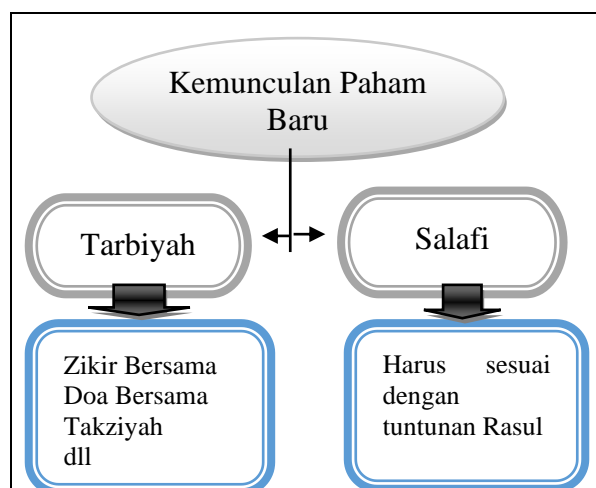 Kemunculan Paham
Baru
Tarbiyah
Salafi
Zikir Bersama
Doa Bersama
Takziyah
dll
Harus sesuai
dengan
tuntunan Rasul